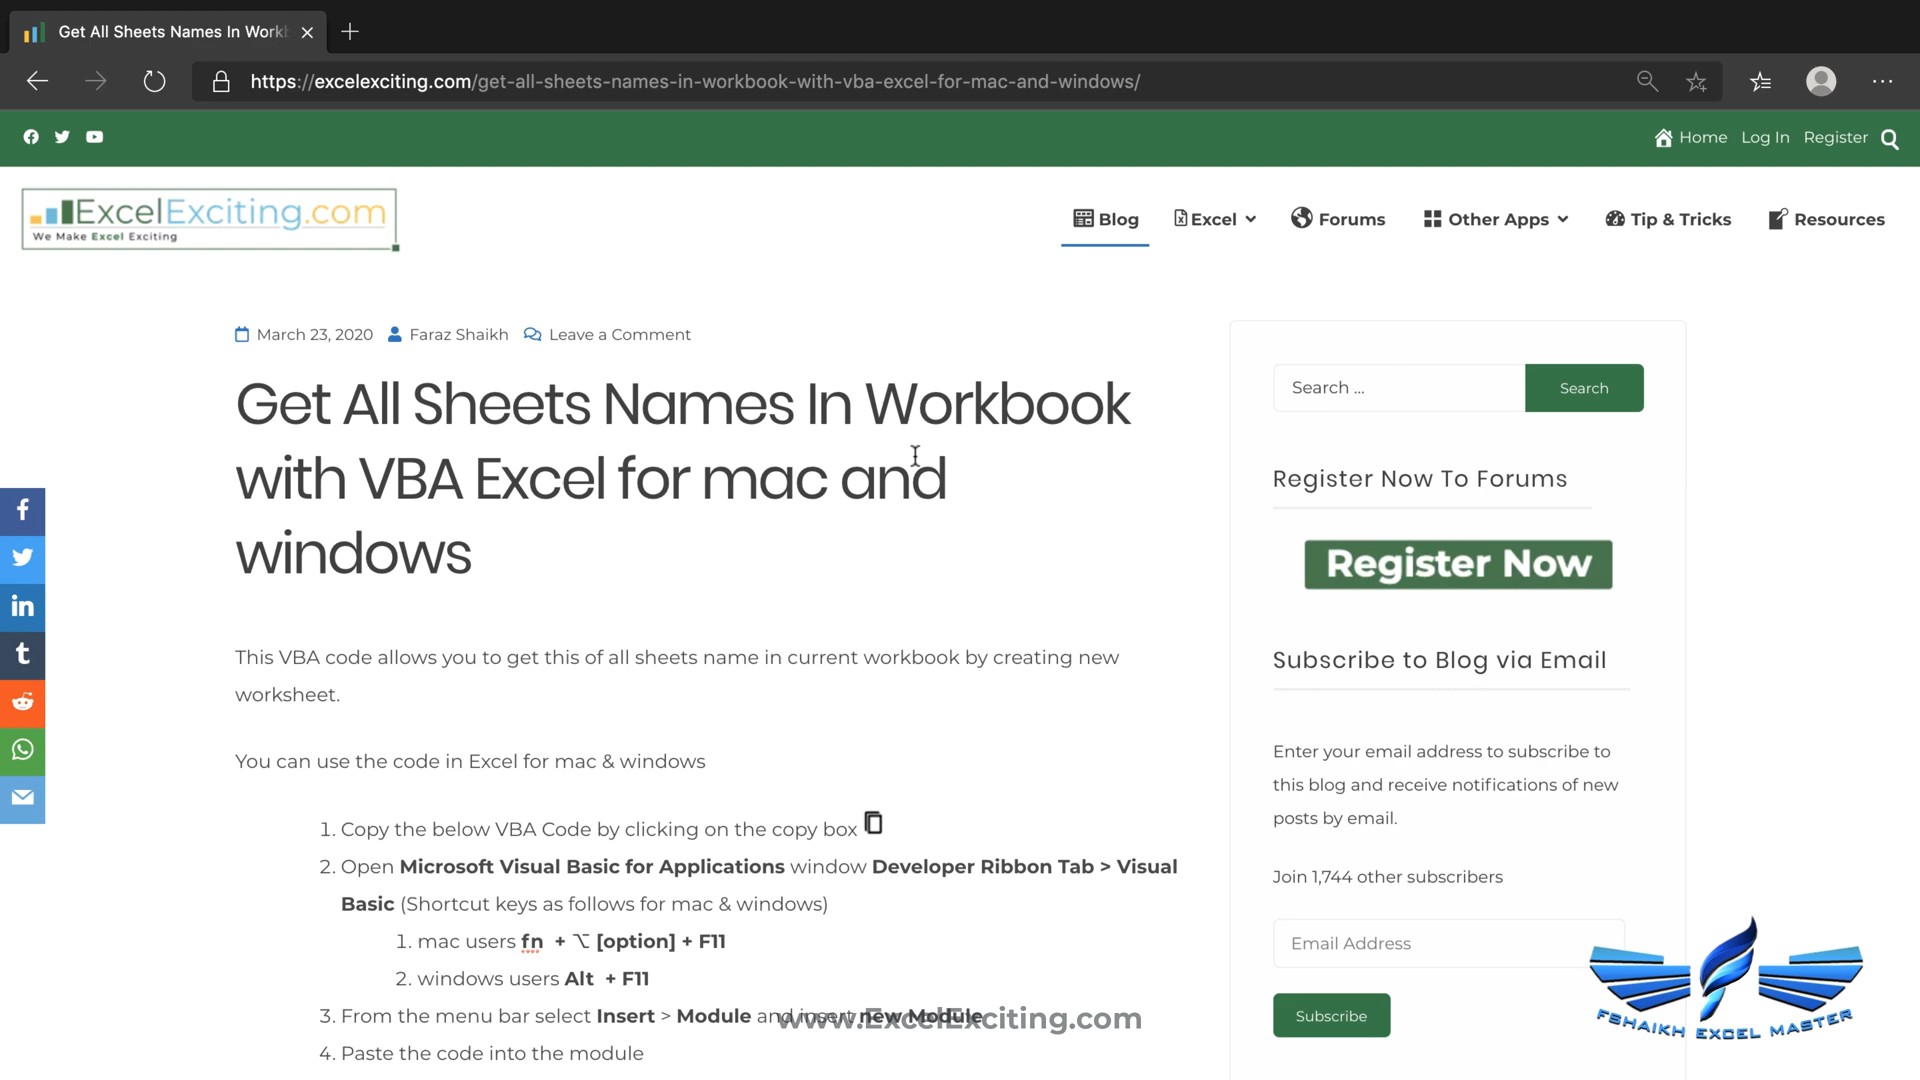 Get All Sheets Names In Workb
https://excelexciting.com/get-all-sheets-names-in-workbook-with-vba-excel-for-mac-and-windows/
Home Log In Register
ExcelExciting.com
We Make Excel Exciting
Blog Excel Forums Other Apps Tip & Tricks Resources
March 23, 2020 Faraz Shaikh Leave a Comment
Get All Sheets Names In Workbook
with VBA Excel for mac and
windows
This VBA code allows you to get this of all sheets name in current workbook by creating new
worksheet.
You can use the code in Excel for mac & windows
1. Copy the below VBA Code by clicking on the copy box
2. Open Microsoft Visual Basic for Applications window Developer Ribbon Tab > Visual
Basic (Shortcut keys as follows for mac & windows)
1. mac users fn + ⌥ [option] + F11
2. windows users Alt + F11
3. From the menu bar select Insert > Module and insert new Module
4. Paste the code into the module
www.ExcelExciting.com
Search ...
Search
Register Now To Forums
Register Now
Subscribe to Blog via Email
Enter your email address to subscribe to
this blog and receive notifications of new
posts by email.
Join 1,744 other subscribers
Email Address
Subscribe
FSHAIKH EXCEL MASTER